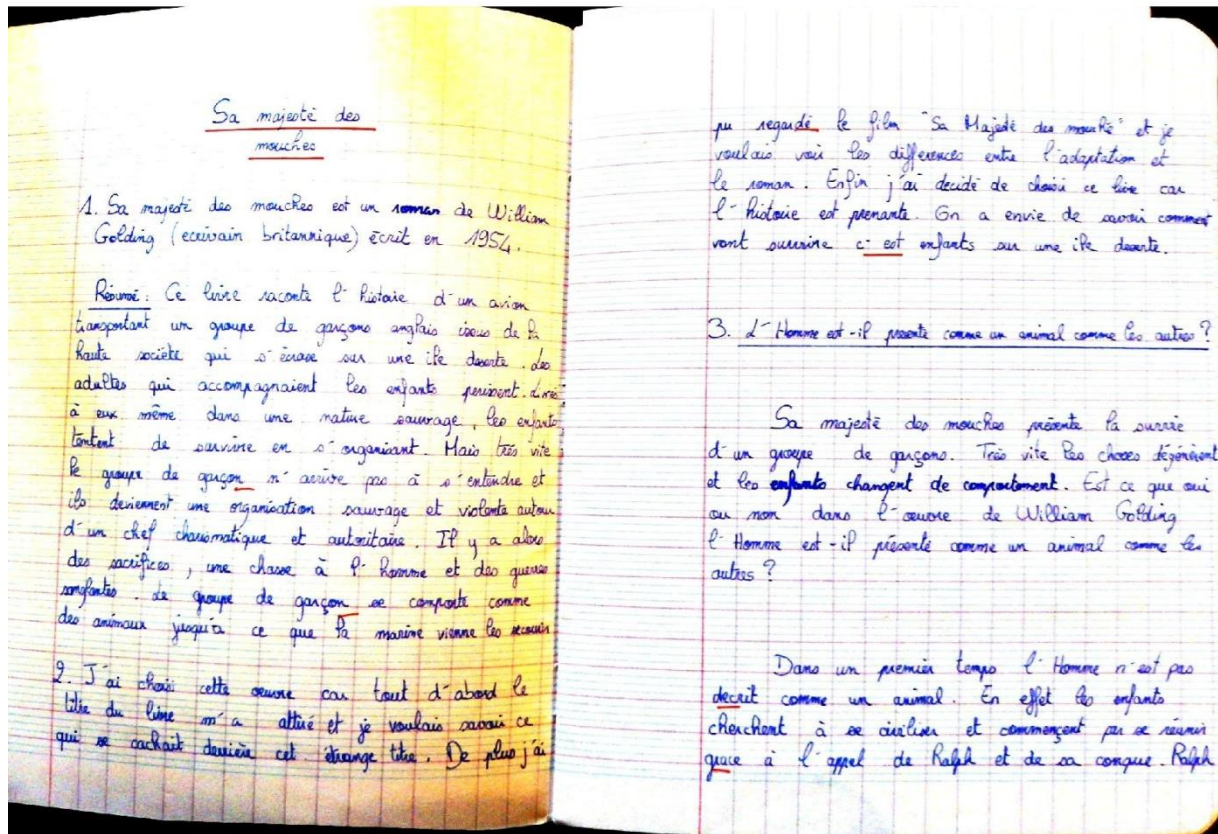 Sa majesté des
mouches
1. Sa majesté des mouches est un roman de William
Golding (ecrivain britannique) écrit en 1954.
Résumé : Ce livre raconte l'histoire d'un avion
transportant un groupe de garçons anglais issus de la
haute société qui s'écrase sur une ile deserte. Les
adultes qui accompagnaient les enfants perissent. Livrés
à eux même dans une nature sauvage, les enfants
tentent de survivre en s'organisant. Mais très vite
le groupe de garçon n'arrive pas à s'entendre et
ils deviennent une organisation sauvage et violente autour
d'un chef charismatique et autoritaire. Il y a alors
des sacrifices, une chasse à l'homme et des guerres
sanglantes. Le groupe de garçon se comporte comme
des animaux jusqu'à ce que la marine vienne les secourir
2. J'ai choisi cette oeuvre car tout d'abord le
titre du livre m'a attiré et je voulais savoir ce
qui se cachait derrière cet étrange titre. De plus j'ai
pu regardé le film "Sa Majesté des mouche" et je
voulais voir les différences entre l'adaptation et
le roman. Enfin j'ai décidé de choisir ce livre car
l'histoire est prenante. On a envie de savoir comment
vont survivre c'est enfants sur une ile deserte.
3. L'Homme est-il présenté comme un animal comme les autres ?
Sa majesté des mouches présente la survie
d'un groupe de garçons. Très vite les choses dégénèrent
et les enfants changent de comportement. Est ce que oui
ou non dans l'oeuvre de William Golding
l'Homme est-il présenté comme un animal comme les
autres ?
Dans un premier temps l'Homme n'est pas
decrit comme un animal. En effet les enfants
cherchent à se civiliser et commencent par se réunir
grace à l'appel de Ralph et de sa conque. Ralph